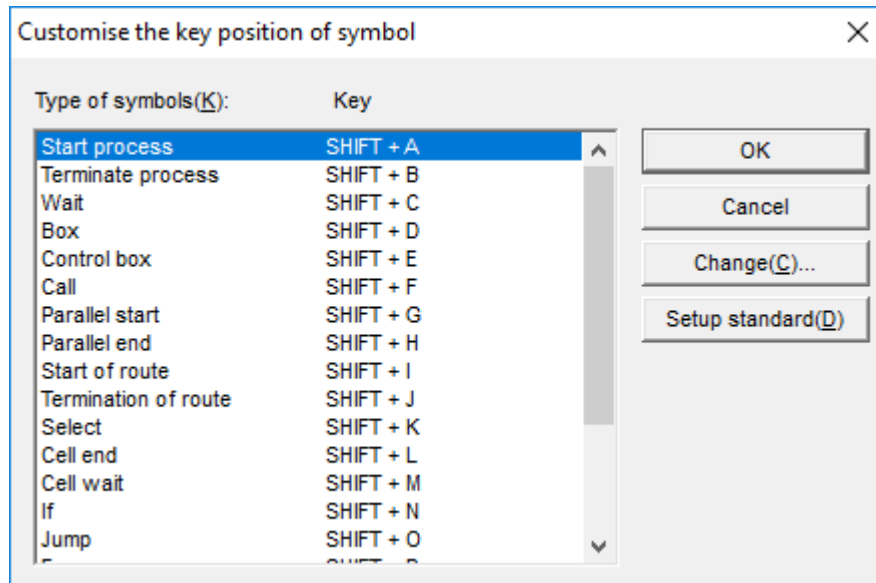 Customise the key position of symbol
Type of symbols(K): Key
Start process SHIFT + A
Terminate process SHIFT + B
Wait SHIFT + C
Box SHIFT + D
Control box SHIFT + E
Call SHIFT + F
Parallel start SHIFT + G
Parallel end SHIFT + H
Start of route SHIFT + I
Termination of route SHIFT + J
Select SHIFT + K
Cell end SHIFT + L
Cell wait SHIFT + M
If SHIFT + N
Jump SHIFT + O
OK
Cancel
Change(C)...
Setup standard(D)